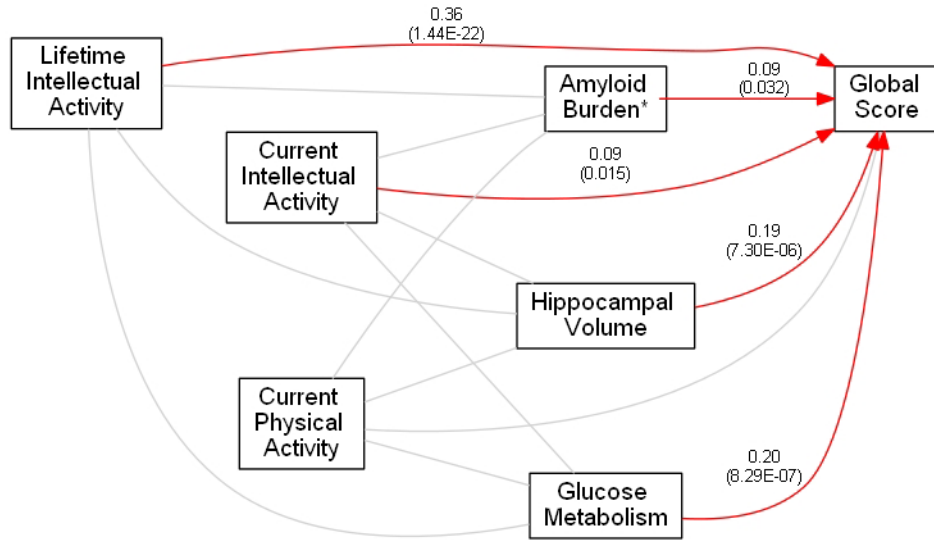 0.36
(1.44E-22)
Lifetime
Intellectual
Activity
Amyloid
Burden*
0.09
(0.032)
Global
Score
Current
Intellectual
Activity
0.09
(0.015)
0.19
(7.30E-06)
Hippocampal
Volume
Current
Physical
Activity
0.20
(8.29E-07)
Glucose
Metabolism